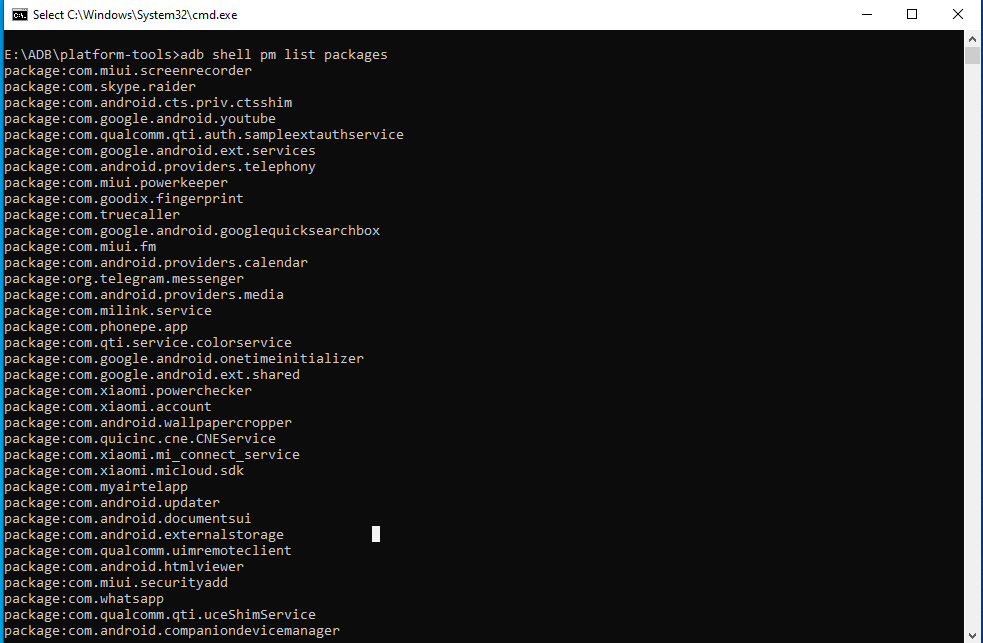 Select C:\Windows\System32\cmd.exe
E:\ADB\platform-tools>adb shell pm list packages
package:com.miui.screenrecorder
package:com.skype.raider
package:com.android.cts.priv.ctsshim
package:com.google.android.youtube
package:com.qualcomm.qti.auth.sampleextauthservice
package:com.google.android.ext.services
package:com.android.providers.telephony
package:com.miui.powerkeeper
package:com.goodix.fingerprint
package:com.truecaller
package:com.google.android.googlequicksearchbox
package:com.miui.fm
package:com.android.providers.calendar
package:org.telegram.messenger
package:com.android.providers.media
package:com.milink.service
package:com.phonepe.app
package:com.qti.service.colorservice
package:com.google.android.onetimeinitializer
package:com.google.android.ext.shared
package:com.xiaomi.powerchecker
package:com.xiaomi.account
package:com.android.wallpapercropper
package:com.quicinc.cne.CNEService
package:com.xiaomi.mi_connect_service
package:com.xiaomi.micloud.sdk
package:com.myairtelapp
package:com.android.updater
package:com.android.documentsui
package:com.android.externalstorage
package:com.qualcomm.uimremoteclient
package:com.android.htmlviewer
package:com.miui.securityadd
package:com.whatsapp
package:com.qualcomm.qti.uceShimService
package:com.android.companiondevicemanager